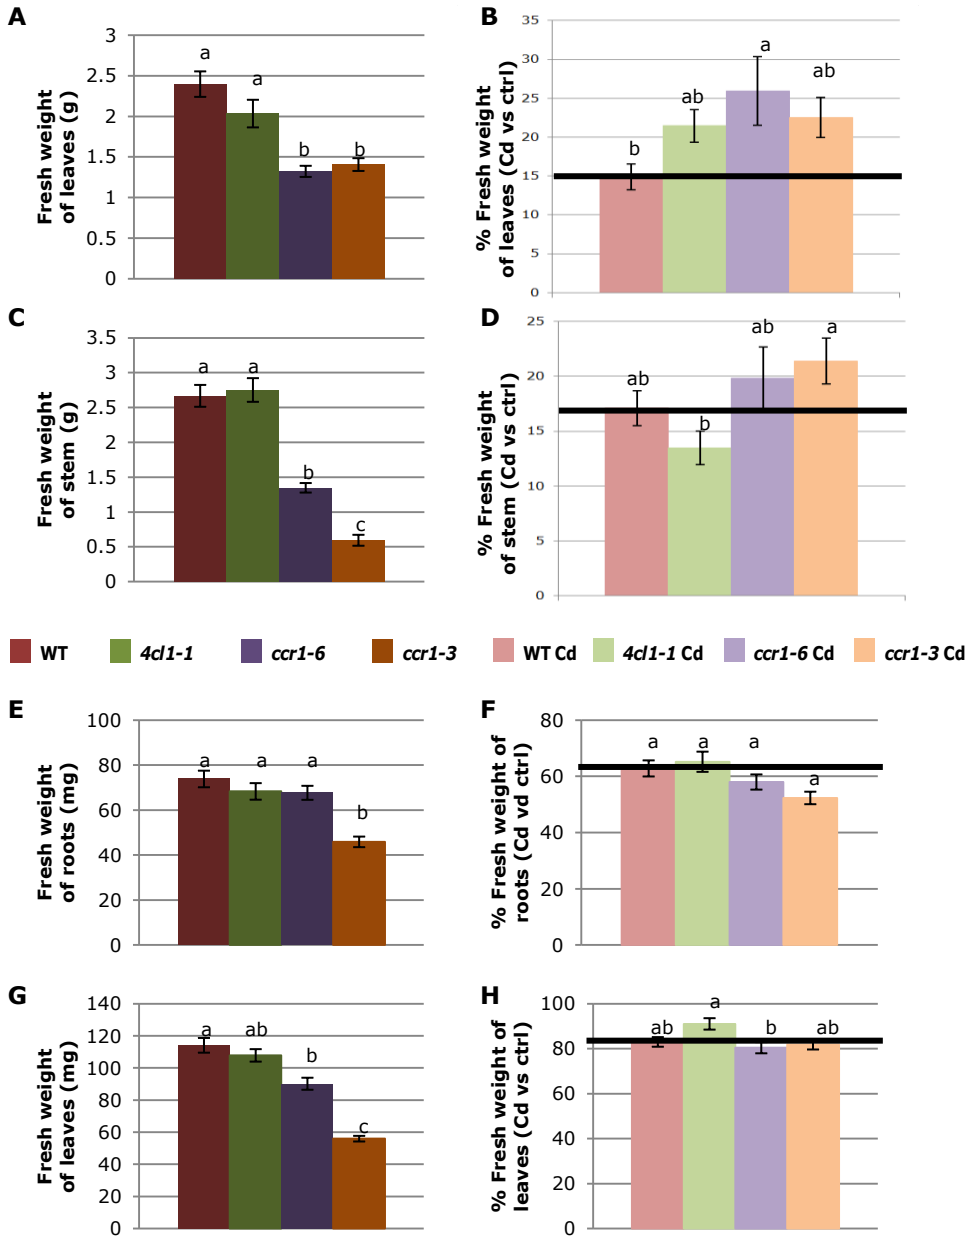 A
Fresh weight
of leaves (g)
3
2.5
2
1.5
1
0.5
0
a
a
b
b
B
% Fresh weight
of leaves (Cd vs ctrl)
35
30
25
20
15
10
5
0
b
ab
a
ab
C
Fresh weight
of stem (g)
3.5
3
2.5
2
1.5
1
0.5
0
a
a
b
c
D
% Fresh weight
of stem (Cd vs ctrl)
25
20
15
10
5
0
ab
b
ab
a
WT 4cl1-1 ccr1-6 ccr1-3 WT Cd 4cl1-1 Cd ccr1-6 Cd ccr1-3 Cd
E
Fresh weight
of roots (mg)
100
80
60
40
20
0
a
a
a
b
F
% Fresh weight of
roots (Cd vd ctrl)
80
60
40
20
0
a
a
a
a
G
Fresh weight
of leaves (mg)
140
120
100
80
60
40
20
0
a
ab
b
c
H
% Fresh weight of
leaves (Cd vs ctrl)
100
80
60
40
20
0
ab
a
b
ab